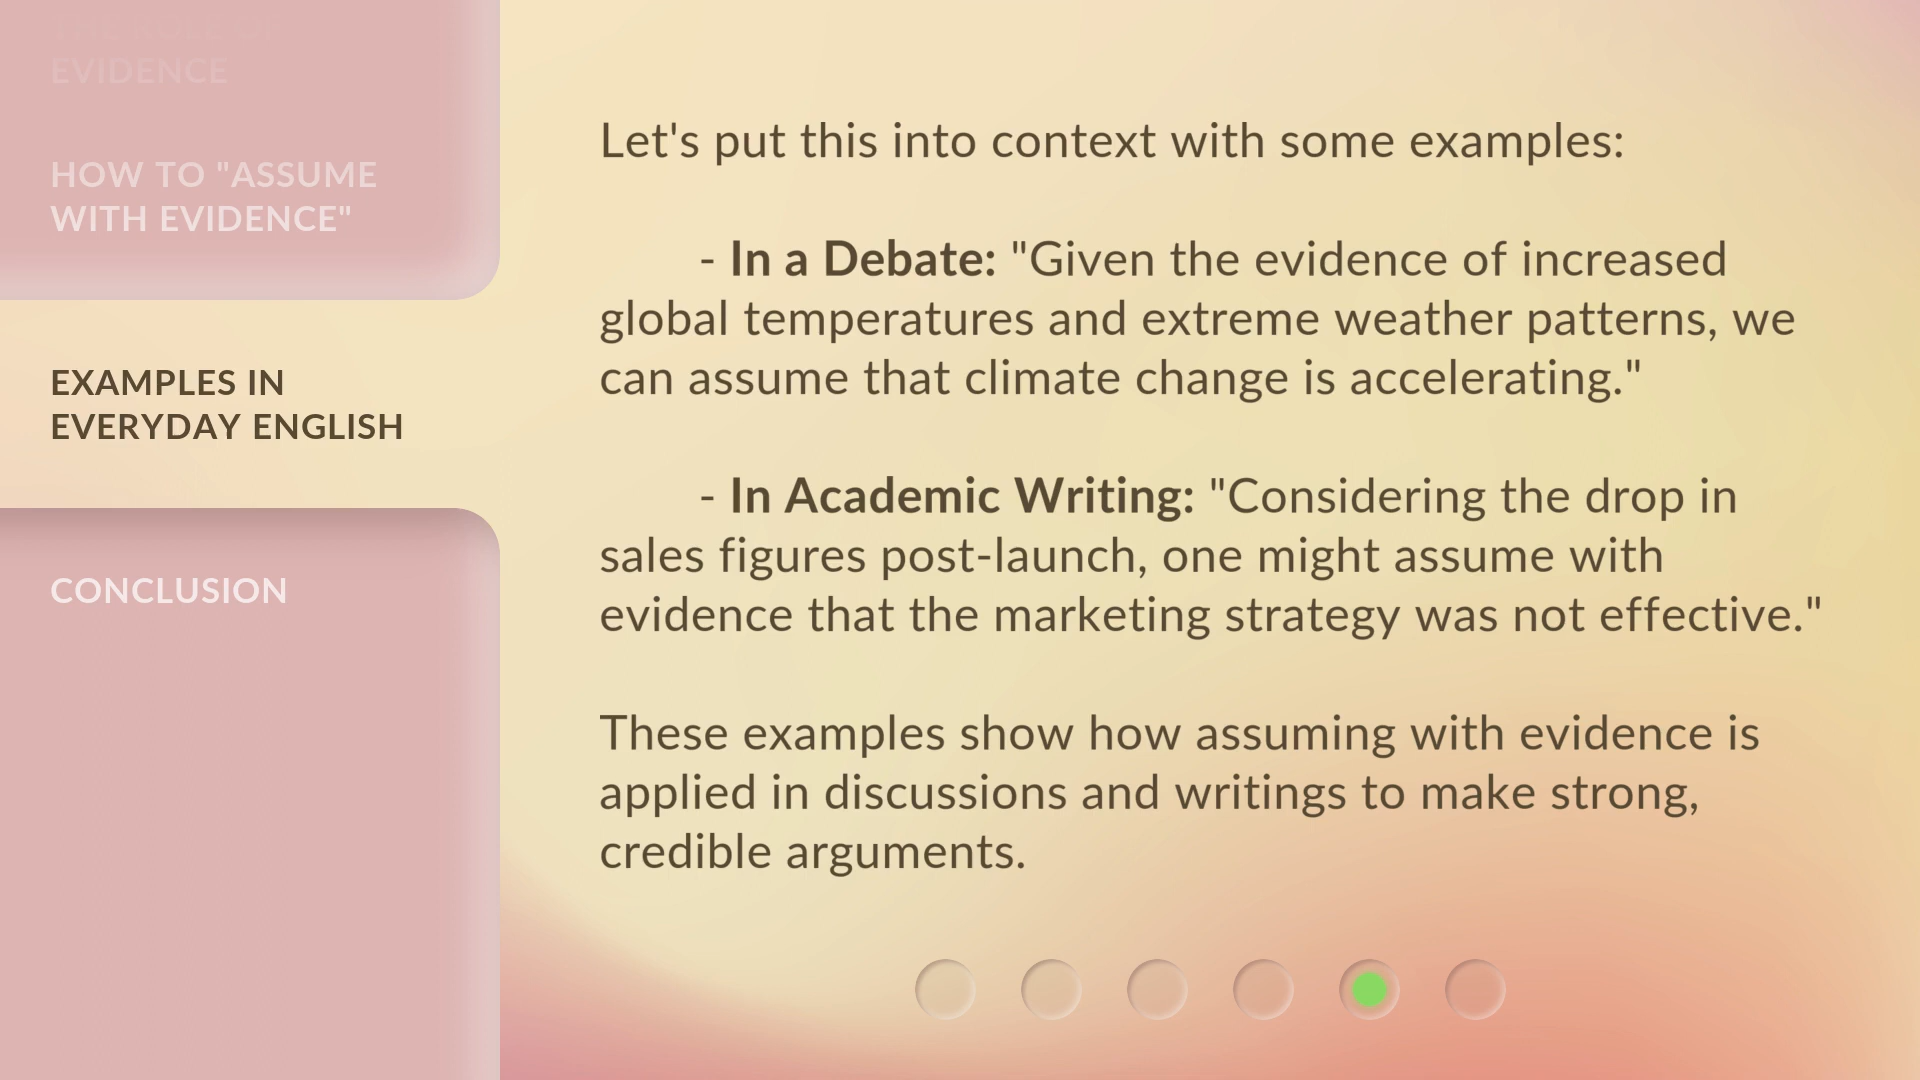 THE ROLE OF
EVIDENCE
HOW TO "ASSUME
WITH EVIDENCE"
EXAMPLES IN
EVERYDAY ENGLISH
CONCLUSION
Let's put this into context with some examples:
- In a Debate: "Given the evidence of increased
global temperatures and extreme weather patterns, we
can assume that climate change is accelerating."
- In Academic Writing: "Considering the drop in
sales figures post-launch, one might assume with
evidence that the marketing strategy was not effective."
These examples show how assuming with evidence is
applied in discussions and writings to make strong,
credible arguments.